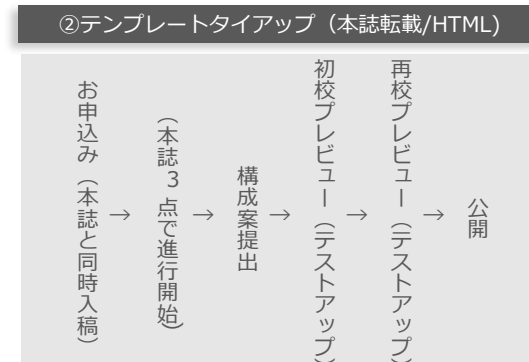 ②テンプレートタイアップ（本誌転載/HTML)
お申込み（本誌と同時入稿）
→
（本誌3点で進行開始）
→
構成案提出
→
初校プレビュー（テストアップ）
→
再校プレビュー（テストアップ）
→
公開